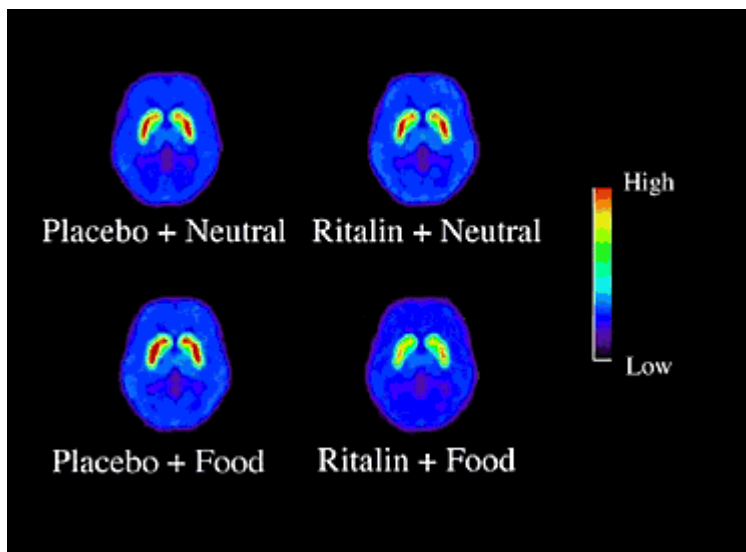 Placebo + Neutral
Ritalin + Neutral
High
Low
Placebo + Food
Ritalin + Food